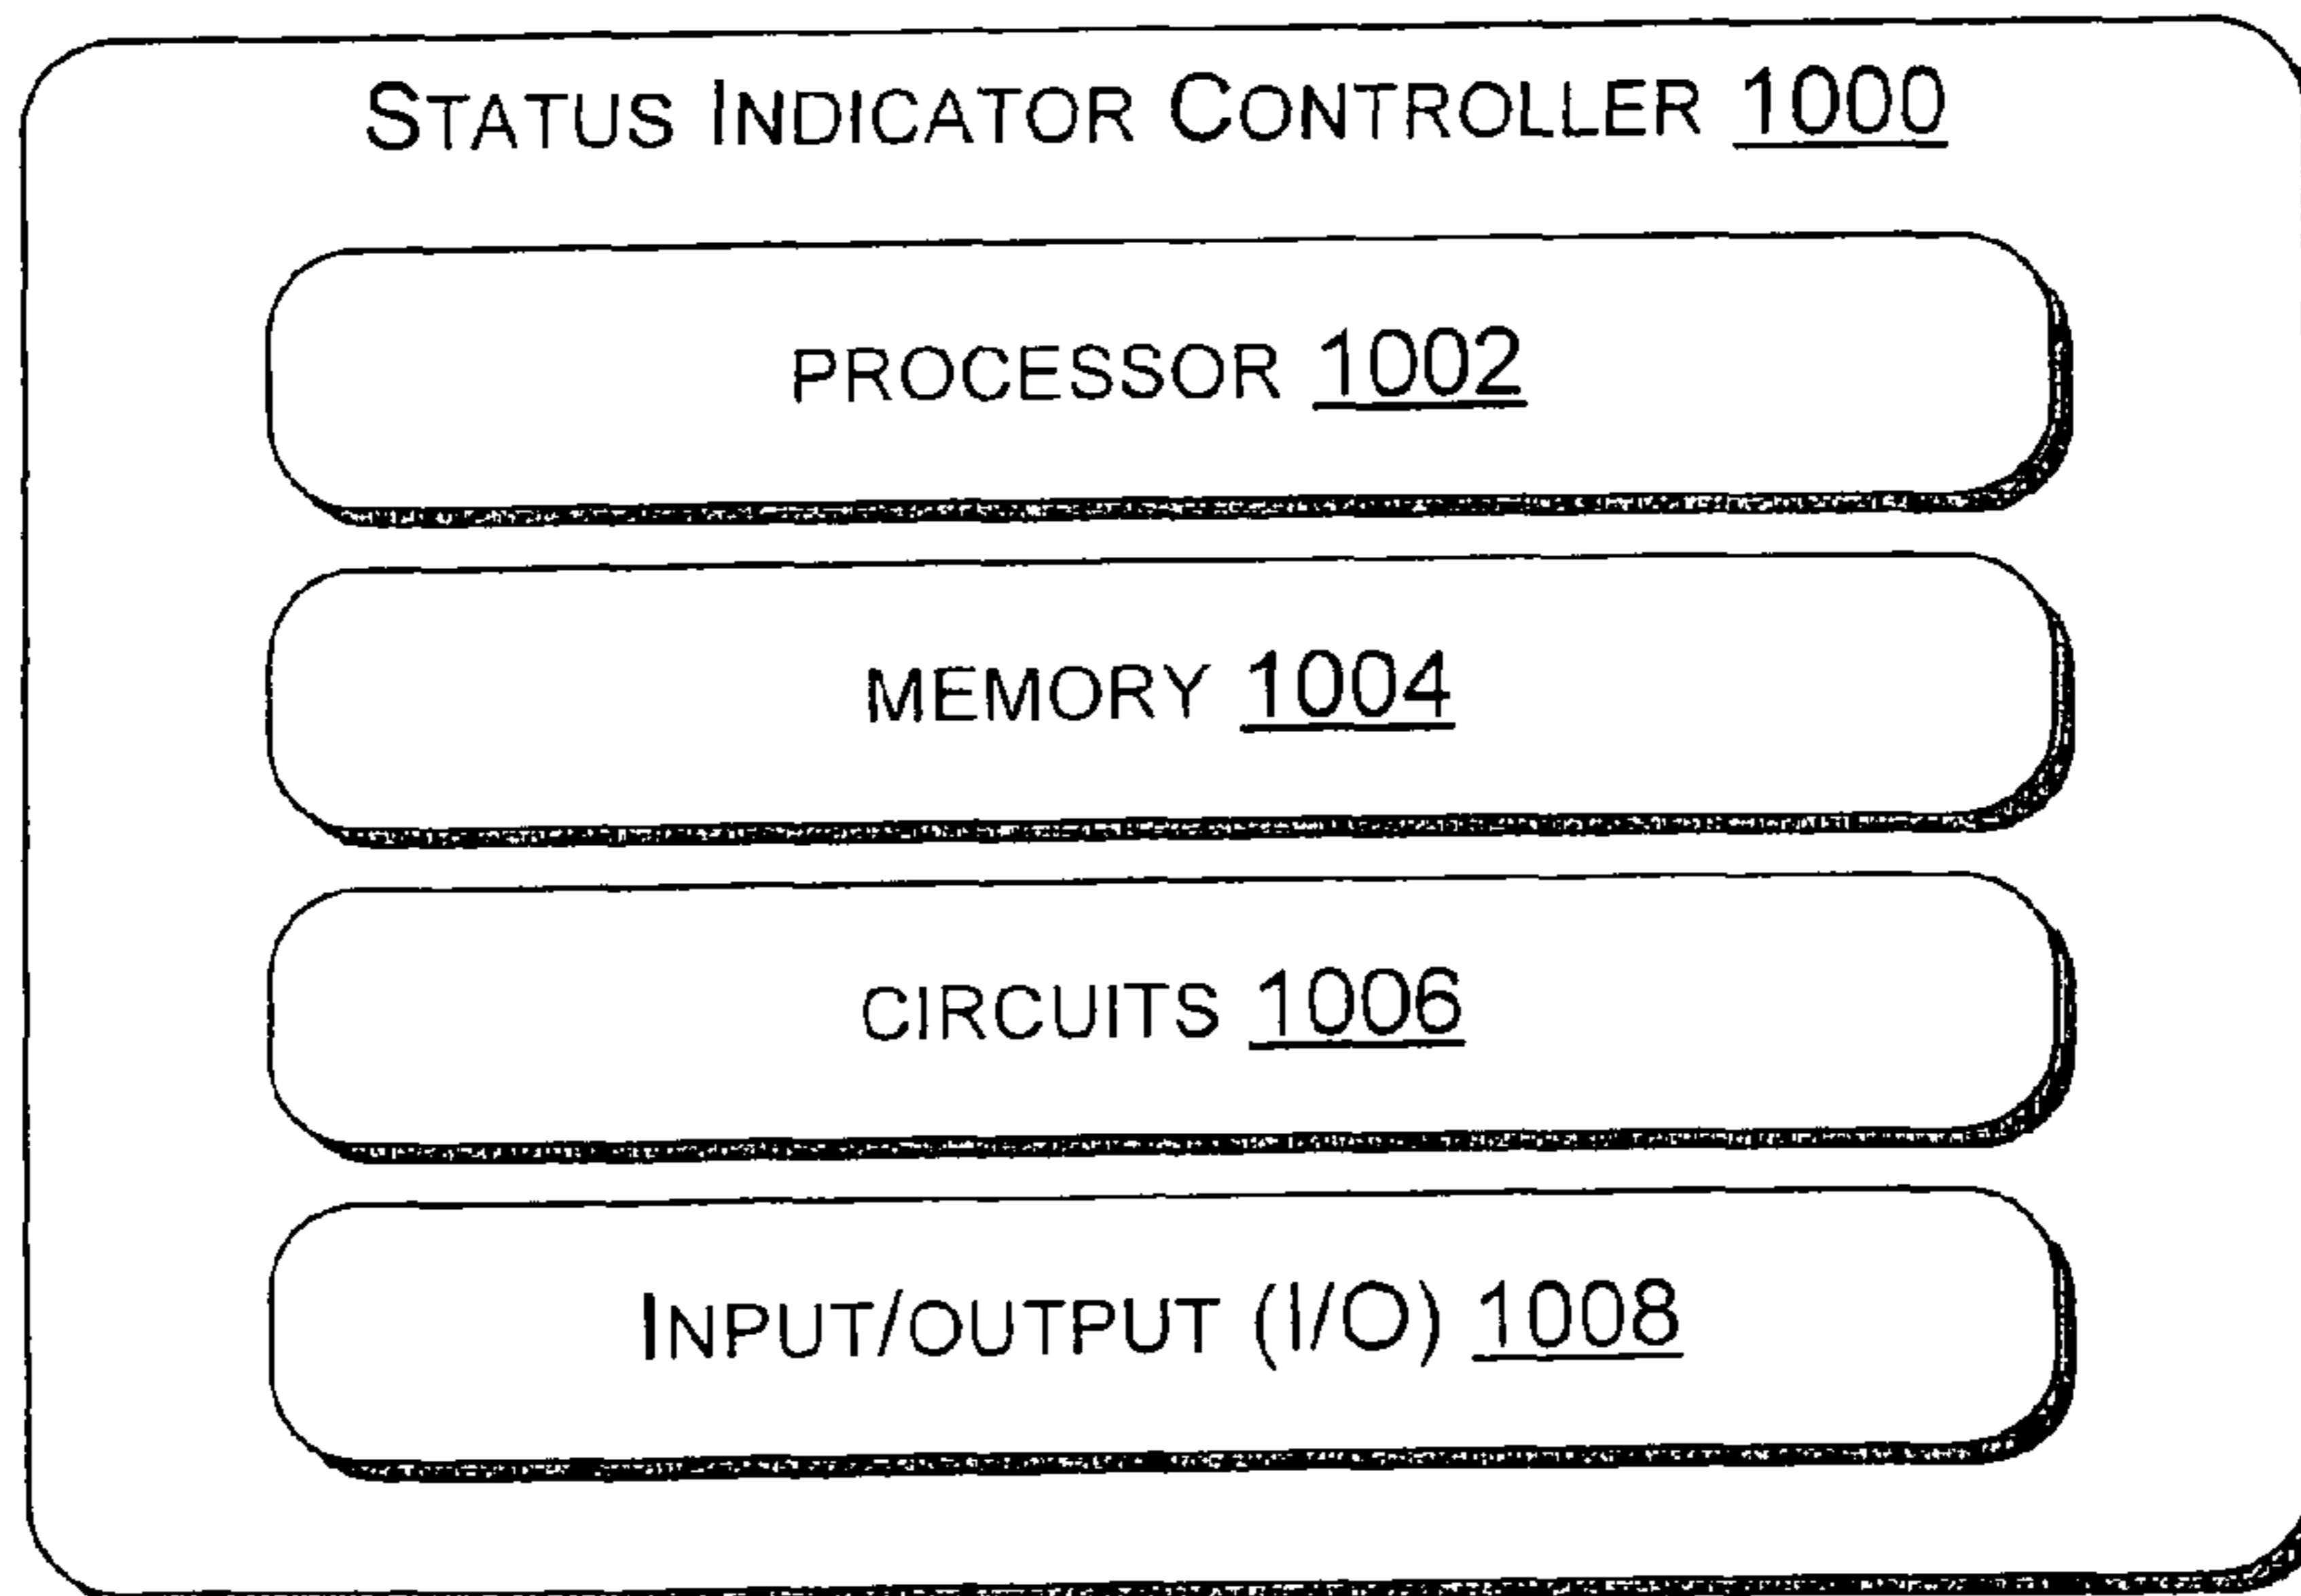 STATUS INDICATOR CONTROLLER 1000
PROCESSOR 1002
MEMORY 1004
CIRCUITS 1006
INPUT/OUTPUT (I/O) 1008